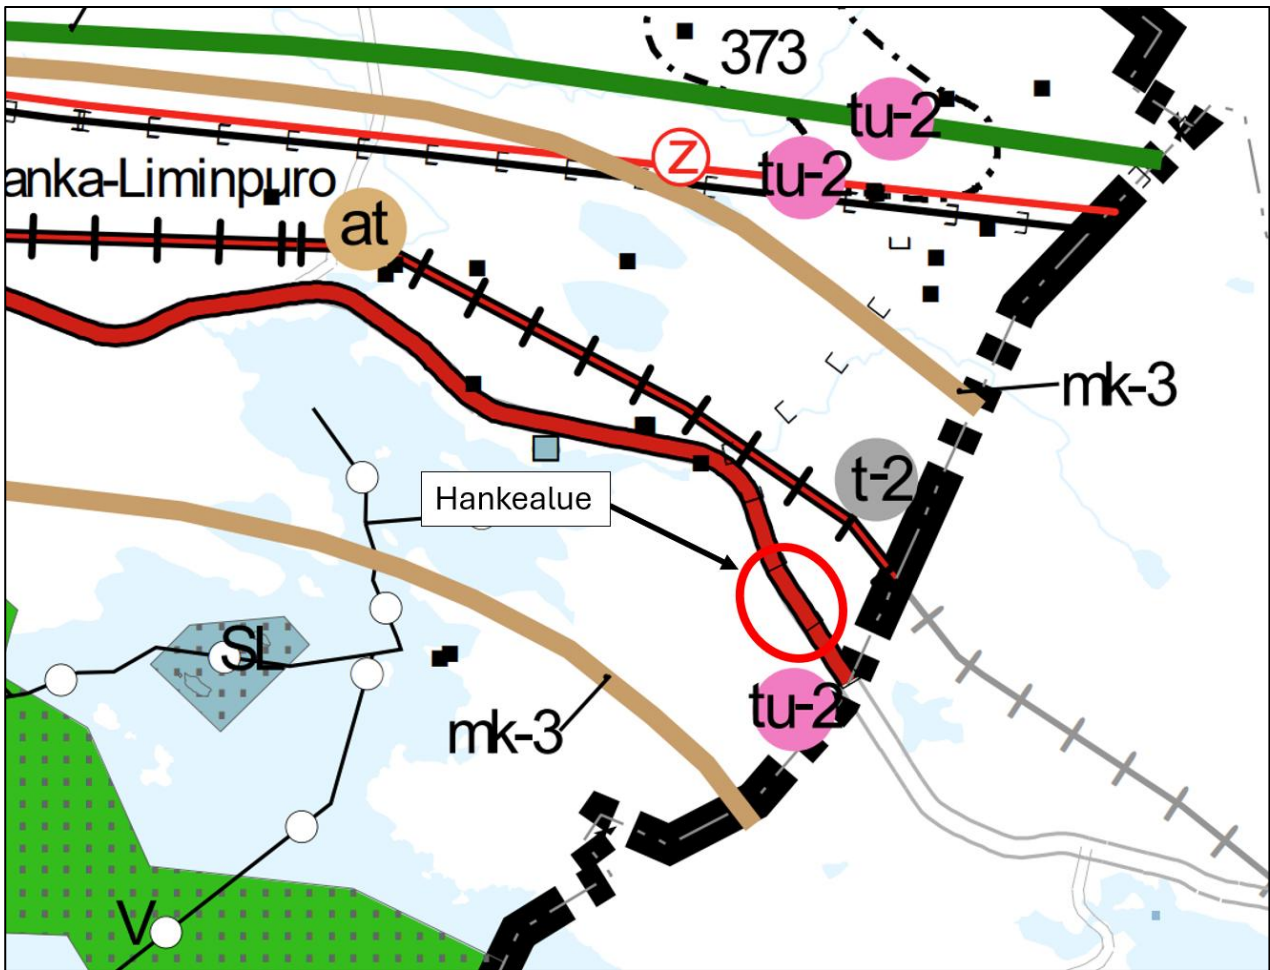 373
tu-2
tu-2
Z
anka-Liminpuro
at
mk-3
t-2
Hankealue
SL
tu-2
mk-3
V